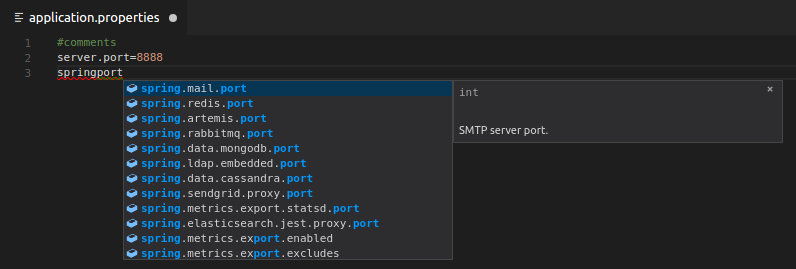 application.properties
1 #comments
2 server.port=8888
3 springport
spring.mail.port
int ×
spring.redis.port
spring.artemis.port
SMTP server port.
spring.rabbitmq.port
spring.data.mongodb.port
spring.ldap.embedded.port
spring.data.cassandra.port
spring.sendgrid.proxy.port
spring.metrics.export.statsd.port
spring.elasticsearch.jest.proxy.port
spring.metrics.export.enabled
spring.metrics.export.excludes